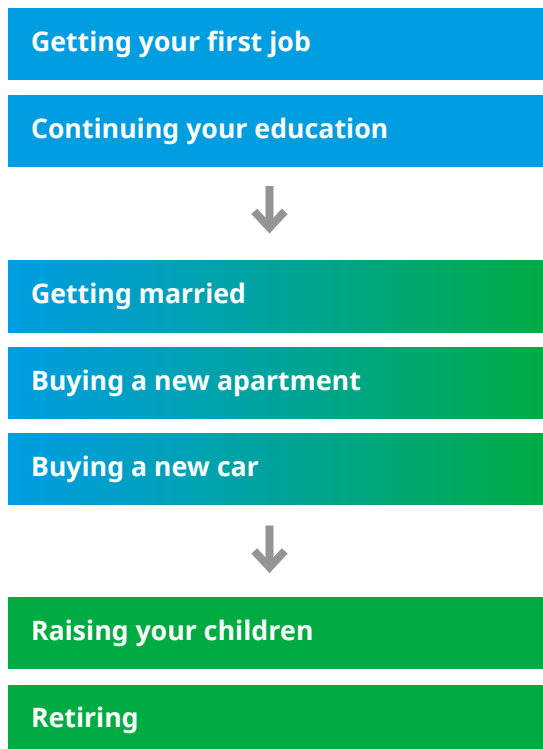 Getting your first job
Continuing your education
Getting married
Buying a new apartment
Buying a new car
Raising your children
Retiring